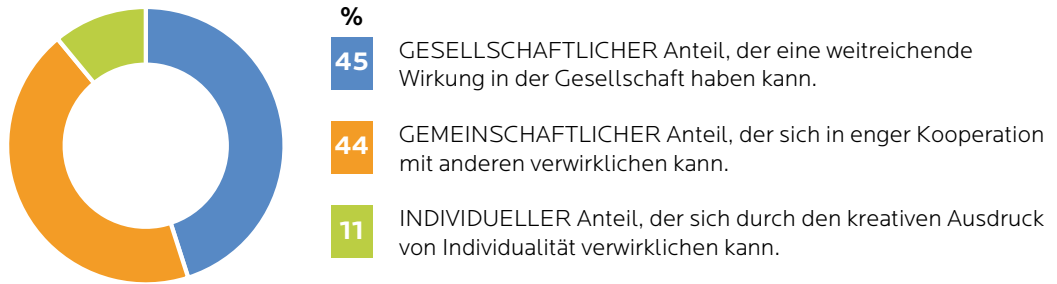 %
45
GESELLSCHAFTLICHER Anteil, der eine weitreichende
Wirkung in der Gesellschaft haben kann.
44
GEMEINSCHAFTLICHER Anteil, der sich in enger Kooperation
mit anderen verwirklichen kann.
11
INDIVIDUELLER Anteil, der sich durch den kreativen Ausdruck
von Individualität verwirklichen kann.